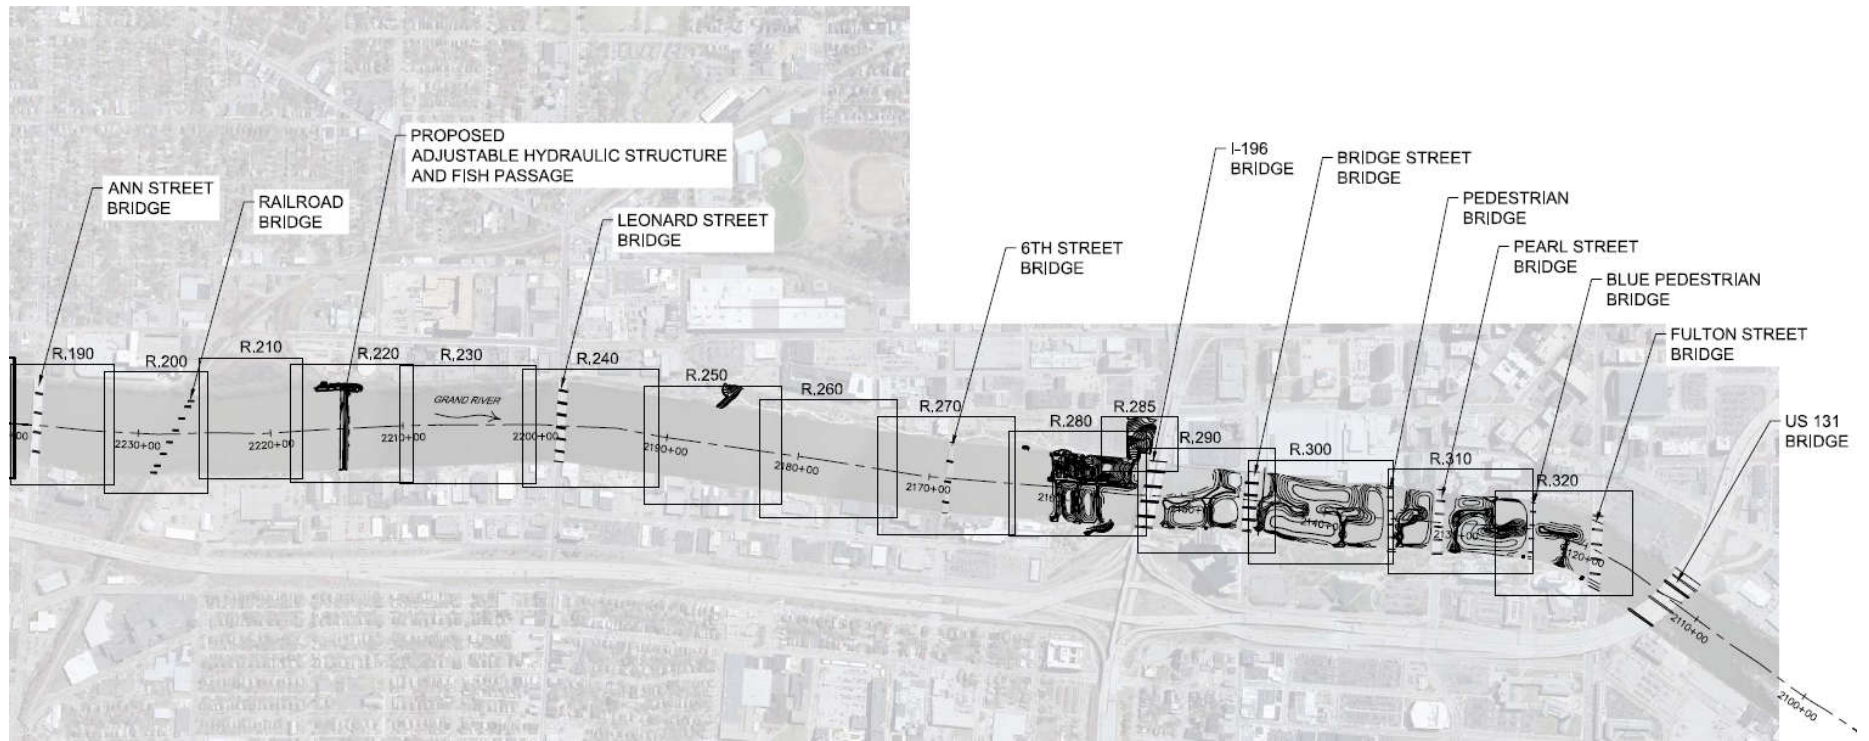 PROPOSED
ADJUSTABLE HYDRAULIC STRUCTURE
AND FISH PASSAGE
ANN STREET
BRIDGE
RAILROAD
BRIDGE
LEONARD STREET
BRIDGE
6TH STREET
BRIDGE
I-196
BRIDGE
BRIDGE STREET
BRIDGE
PEDESTRIAN
BRIDGE
PEARL STREET
BRIDGE
BLUE PEDESTRIAN
BRIDGE
FULTON STREET
BRIDGE
US 131
BRIDGE
R.190
R.200
R.210
R.220
R.230
R.240
R.250
R.260
R.270
R.280
R.285
R.290
R.300
R.310
R.320
GRAND RIVER
2230+00
2220+00
2210+00
2200+00
2190+00
2180+00
2170+00
2140+0
2110+00
2100+00